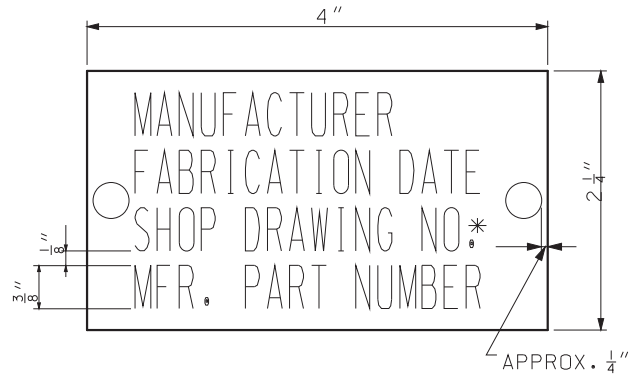 4"
MANUFACTURER
FABRICATION DATE
SHOP DRAWING NO.*
MFR. PART NUMBER
2 1/4"
1/8"
3/8"
APPROX. 1/4"